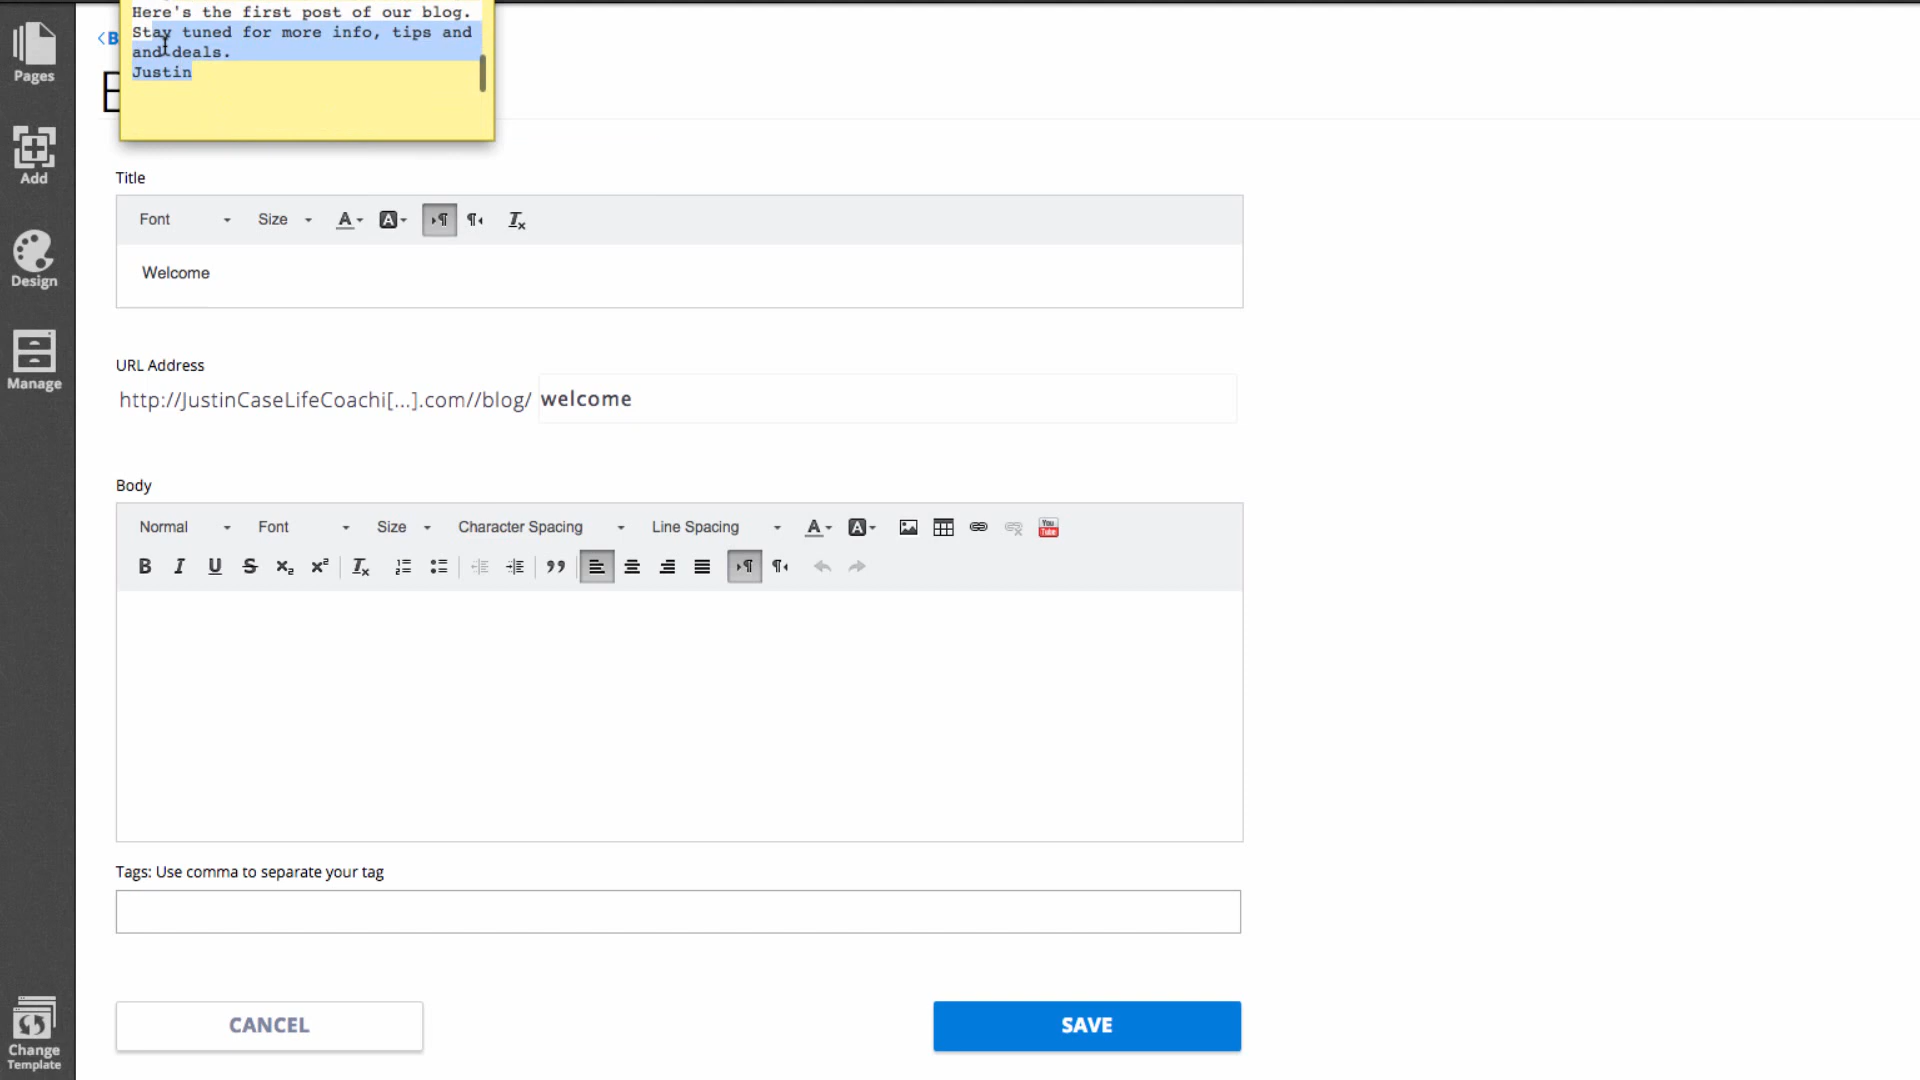 Here's the first post of our blog.
Stay tuned for more info, tips and
and deals.
Justin
Pages
Add
Design
Manage
Change
Template
Title
Font
Size
Welcome
URL Address
http://JustinCaseLifeCoachi[...].com//blog/ welcome
Body
Normal
Font
Size
Character Spacing
Line Spacing
You
Tube
Tags: Use comma to separate your tag
CANCEL
SAVE